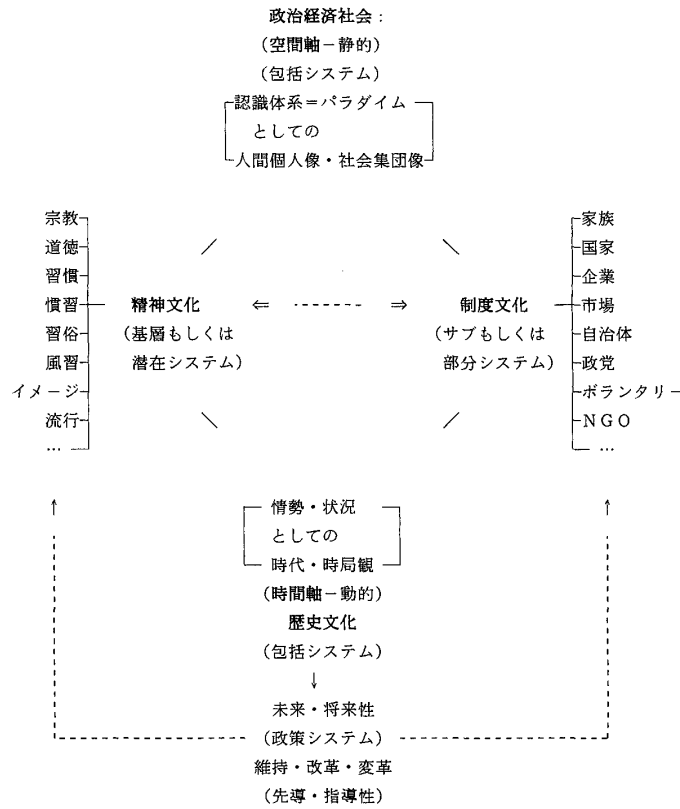 政治経済社会：
（空間軸－静的）
（包括システム）
認識体系＝パラダイム
としての
人間個人像・社会集団像
宗教
道徳
習慣
慣習
習俗
風習
イメージ
流行
…
精神文化
（基層もしくは
潜在システム）
⇐ ------- ⇒
制度文化
（サブもしくは
部分システム）
家族
国家
企業
市場
自治体
政党
ボランタリー
ＮＧＯ
…
情勢・状況
としての
時代・時局観
（時間軸－動的）
歴史文化
（包括システム）
↓
未来・将来性
（政策システム）
維持・改革・変革
（先導・指導性）